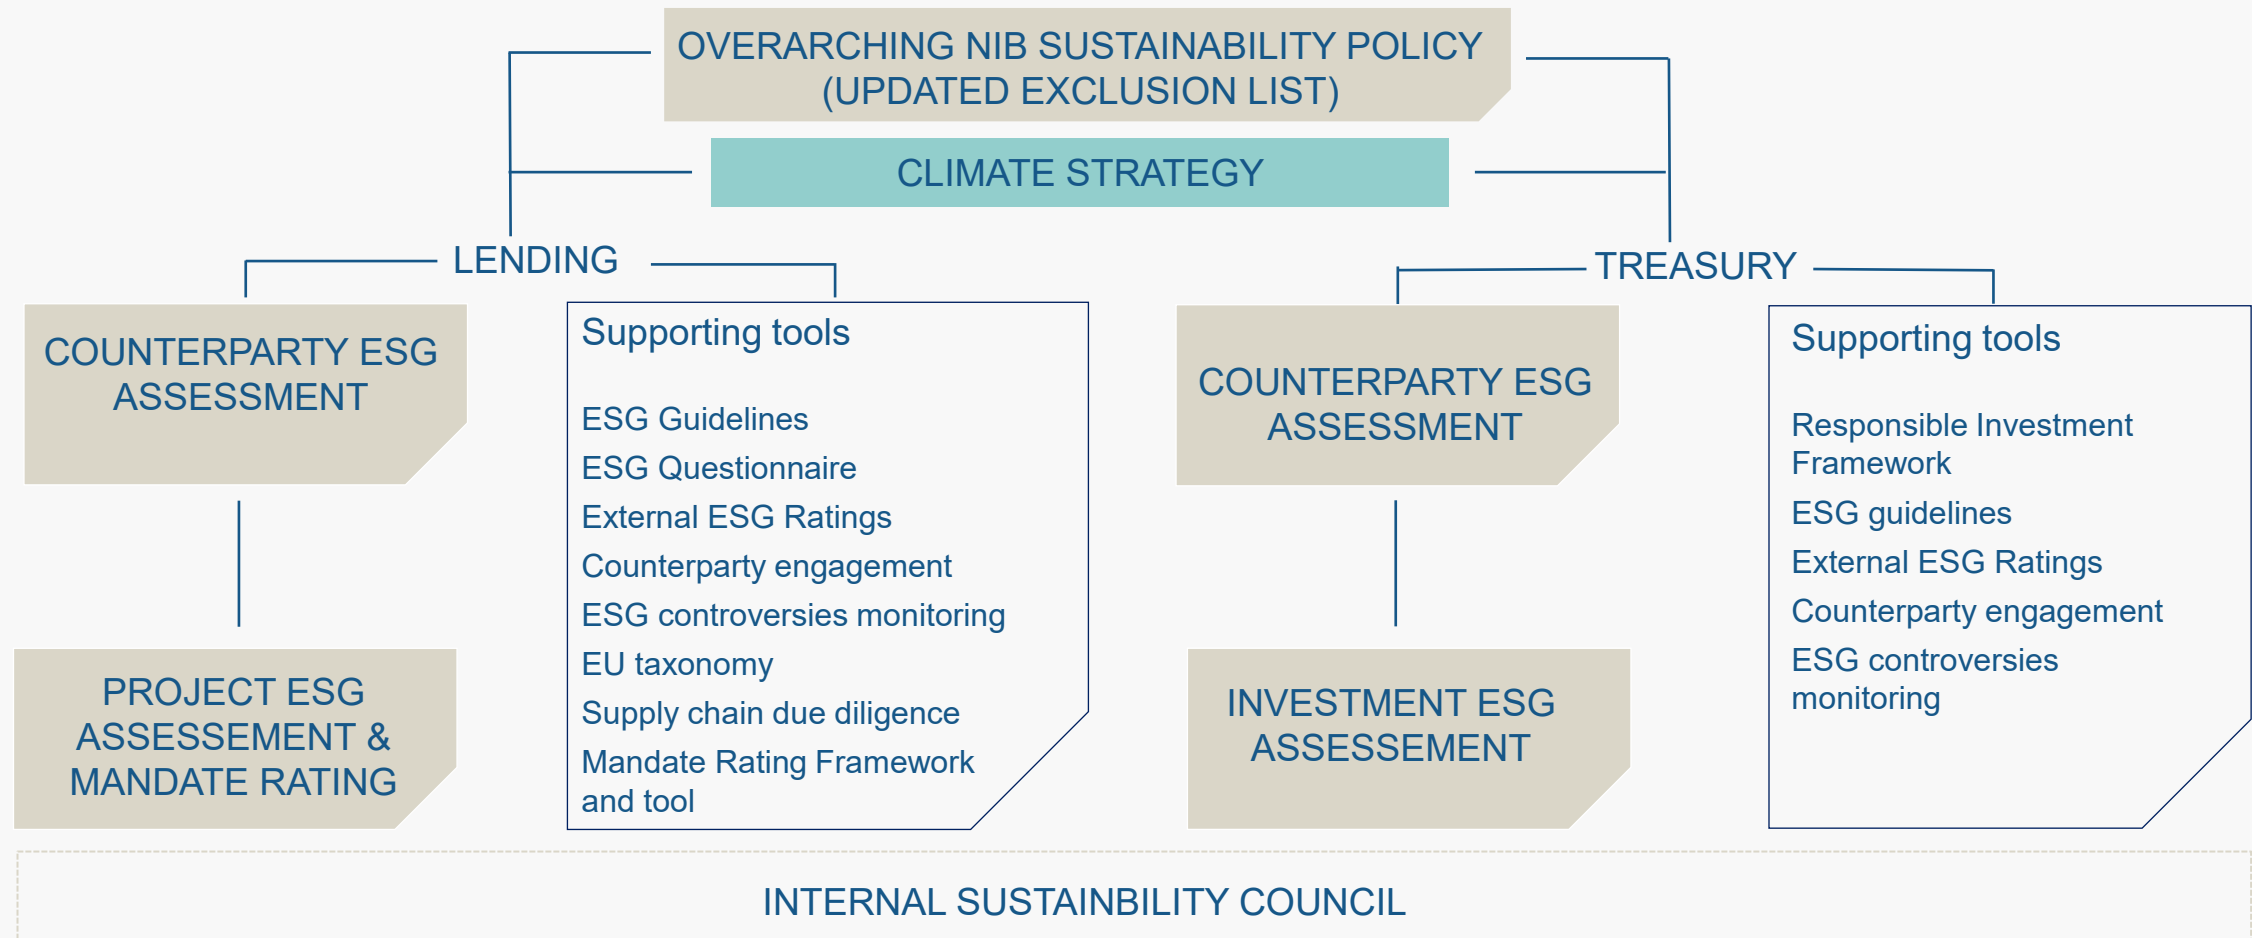 OVERARCHING NIB SUSTAINABILITY POLICY
(UPDATED EXCLUSION LIST)
CLIMATE STRATEGY
LENDING
COUNTERPARTY ESG
ASSESSMENT
PROJECT ESG
ASSESSEMENT &
MANDATE RATING
Supporting tools
ESG Guidelines
ESG Questionnaire
External ESG Ratings
Counterparty engagement
ESG controversies monitoring
EU taxonomy
Supply chain due diligence
Mandate Rating Framework
and tool
TREASURY
COUNTERPARTY ESG
ASSESSMENT
INVESTMENT ESG
ASSESSEMENT
Supporting tools
Responsible Investment
Framework
ESG guidelines
External ESG Ratings
Counterparty engagement
ESG controversies
monitoring
INTERNAL SUSTAINBILITY COUNCIL